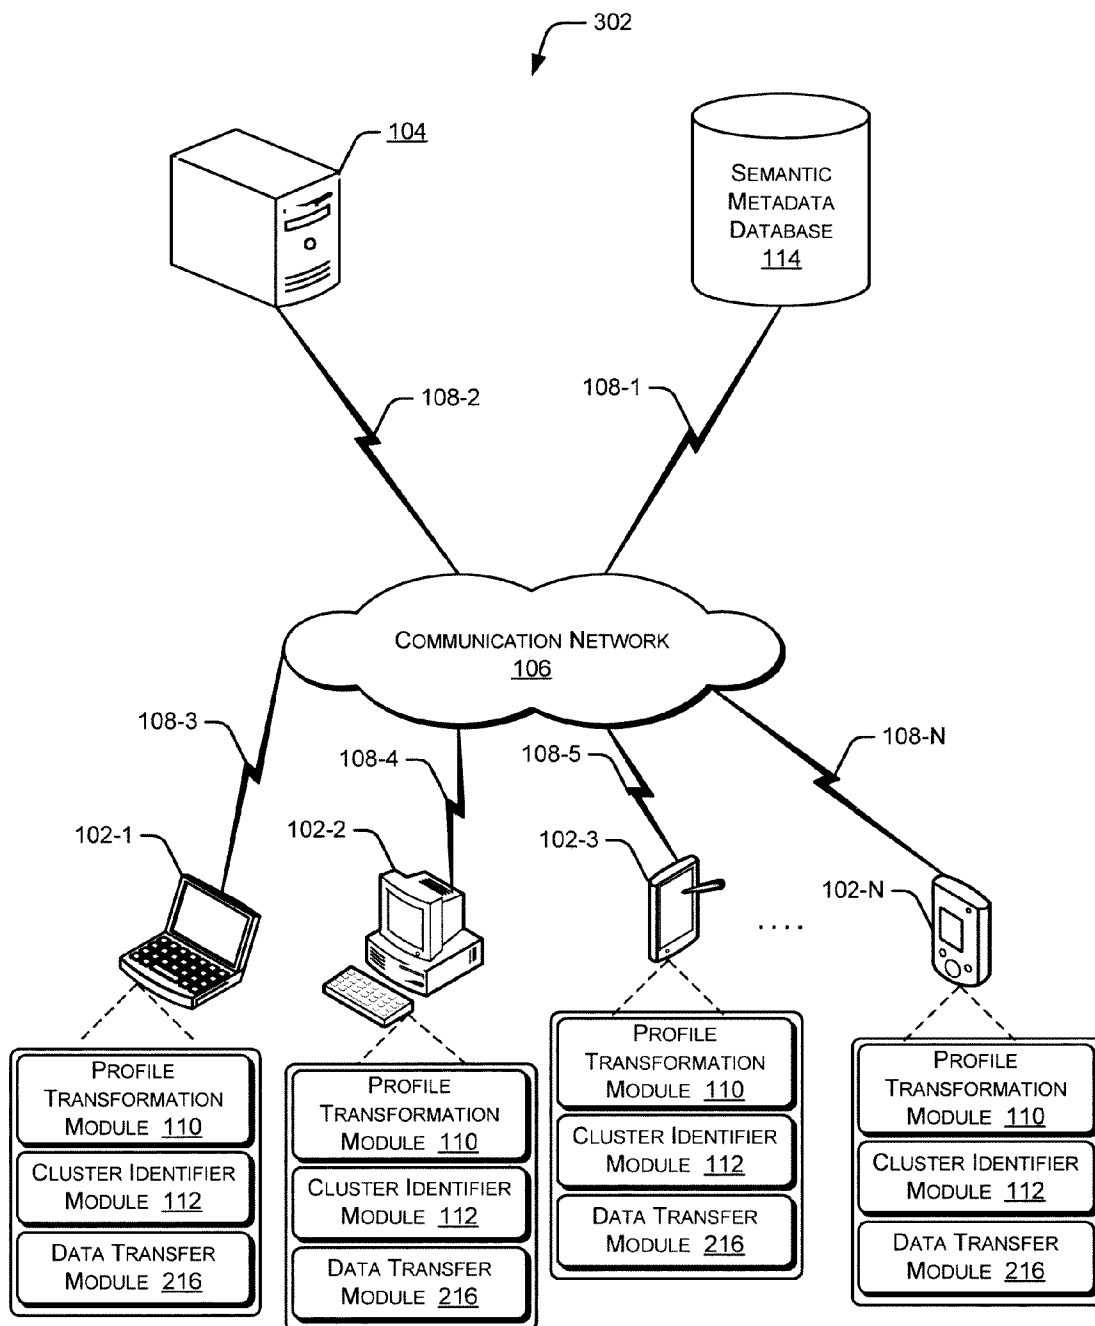 302
104
SEMANTIC
METADATA
DATABASE
114
108-2
108-1
COMMUNICATION NETWORK
106
108-3
108-4
108-5
108-N
102-1
102-2
102-3
102-N
....
PROFILE
TRANSFORMATION
MODULE 110
CLUSTER IDENTIFIER
MODULE 112
DATA TRANSFER
MODULE 216
PROFILE
TRANSFORMATION
MODULE 110
CLUSTER IDENTIFIER
MODULE 112
DATA TRANSFER
MODULE 216
PROFILE
TRANSFORMATION
MODULE 110
CLUSTER IDENTIFIER
MODULE 112
DATA TRANSFER
MODULE 216
PROFILE
TRANSFORMATION
MODULE 110
CLUSTER IDENTIFIER
MODULE 112
DATA TRANSFER
MODULE 216